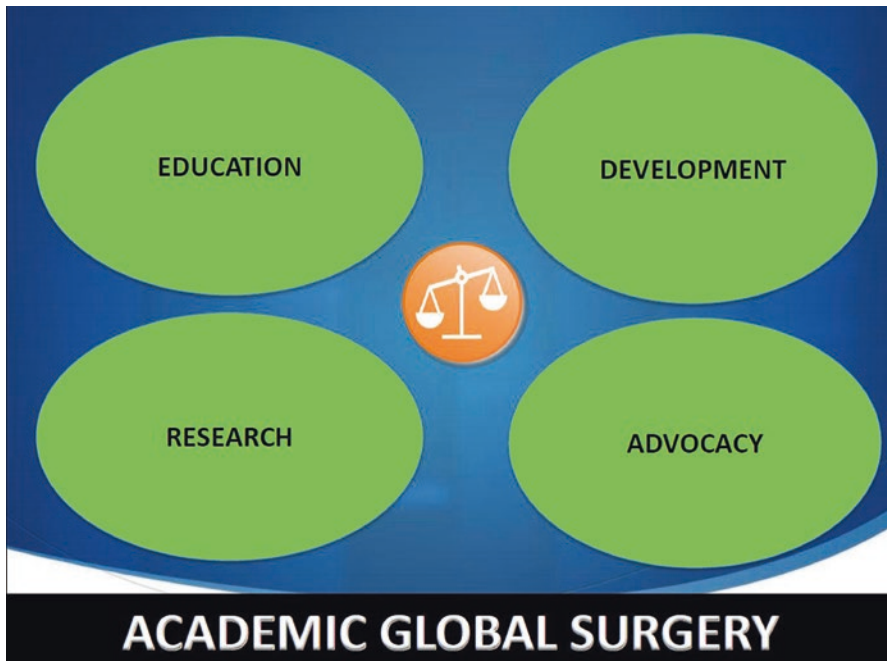 EDUCATION
DEVELOPMENT
RESEARCH
ADVOCACY
ACADEMIC GLOBAL SURGERY